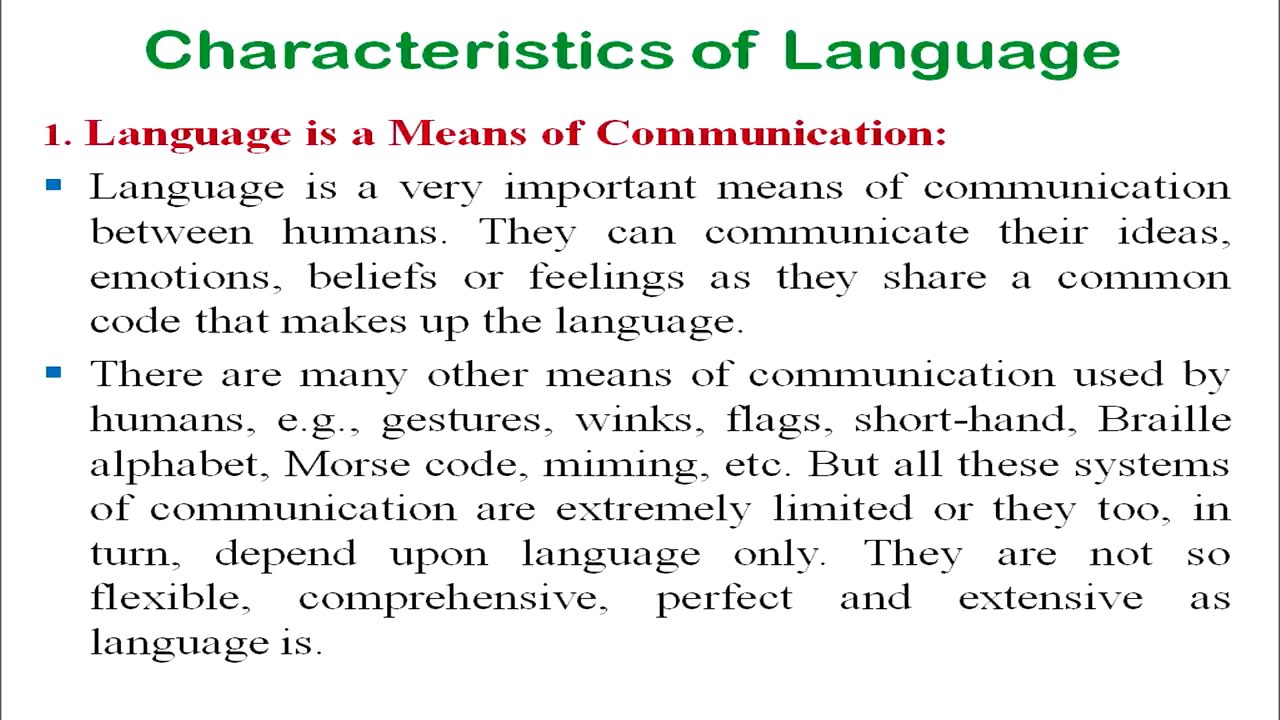 Characteristics of Language
1. Language is a Means of Communication:
Language is a very important means of communication
between humans. They can communicate their ideas,
emotions, beliefs or feelings as they share a common
code that makes up the language.
There are many other means of communication used by
humans, e.g., gestures, winks, flags, short-hand, Braille
alphabet, Morse code, miming, etc. But all these systems
of communication are extremely limited or they too, in
turn, depend upon language only. They are not so
flexible, comprehensive, perfect and extensive as
language is.